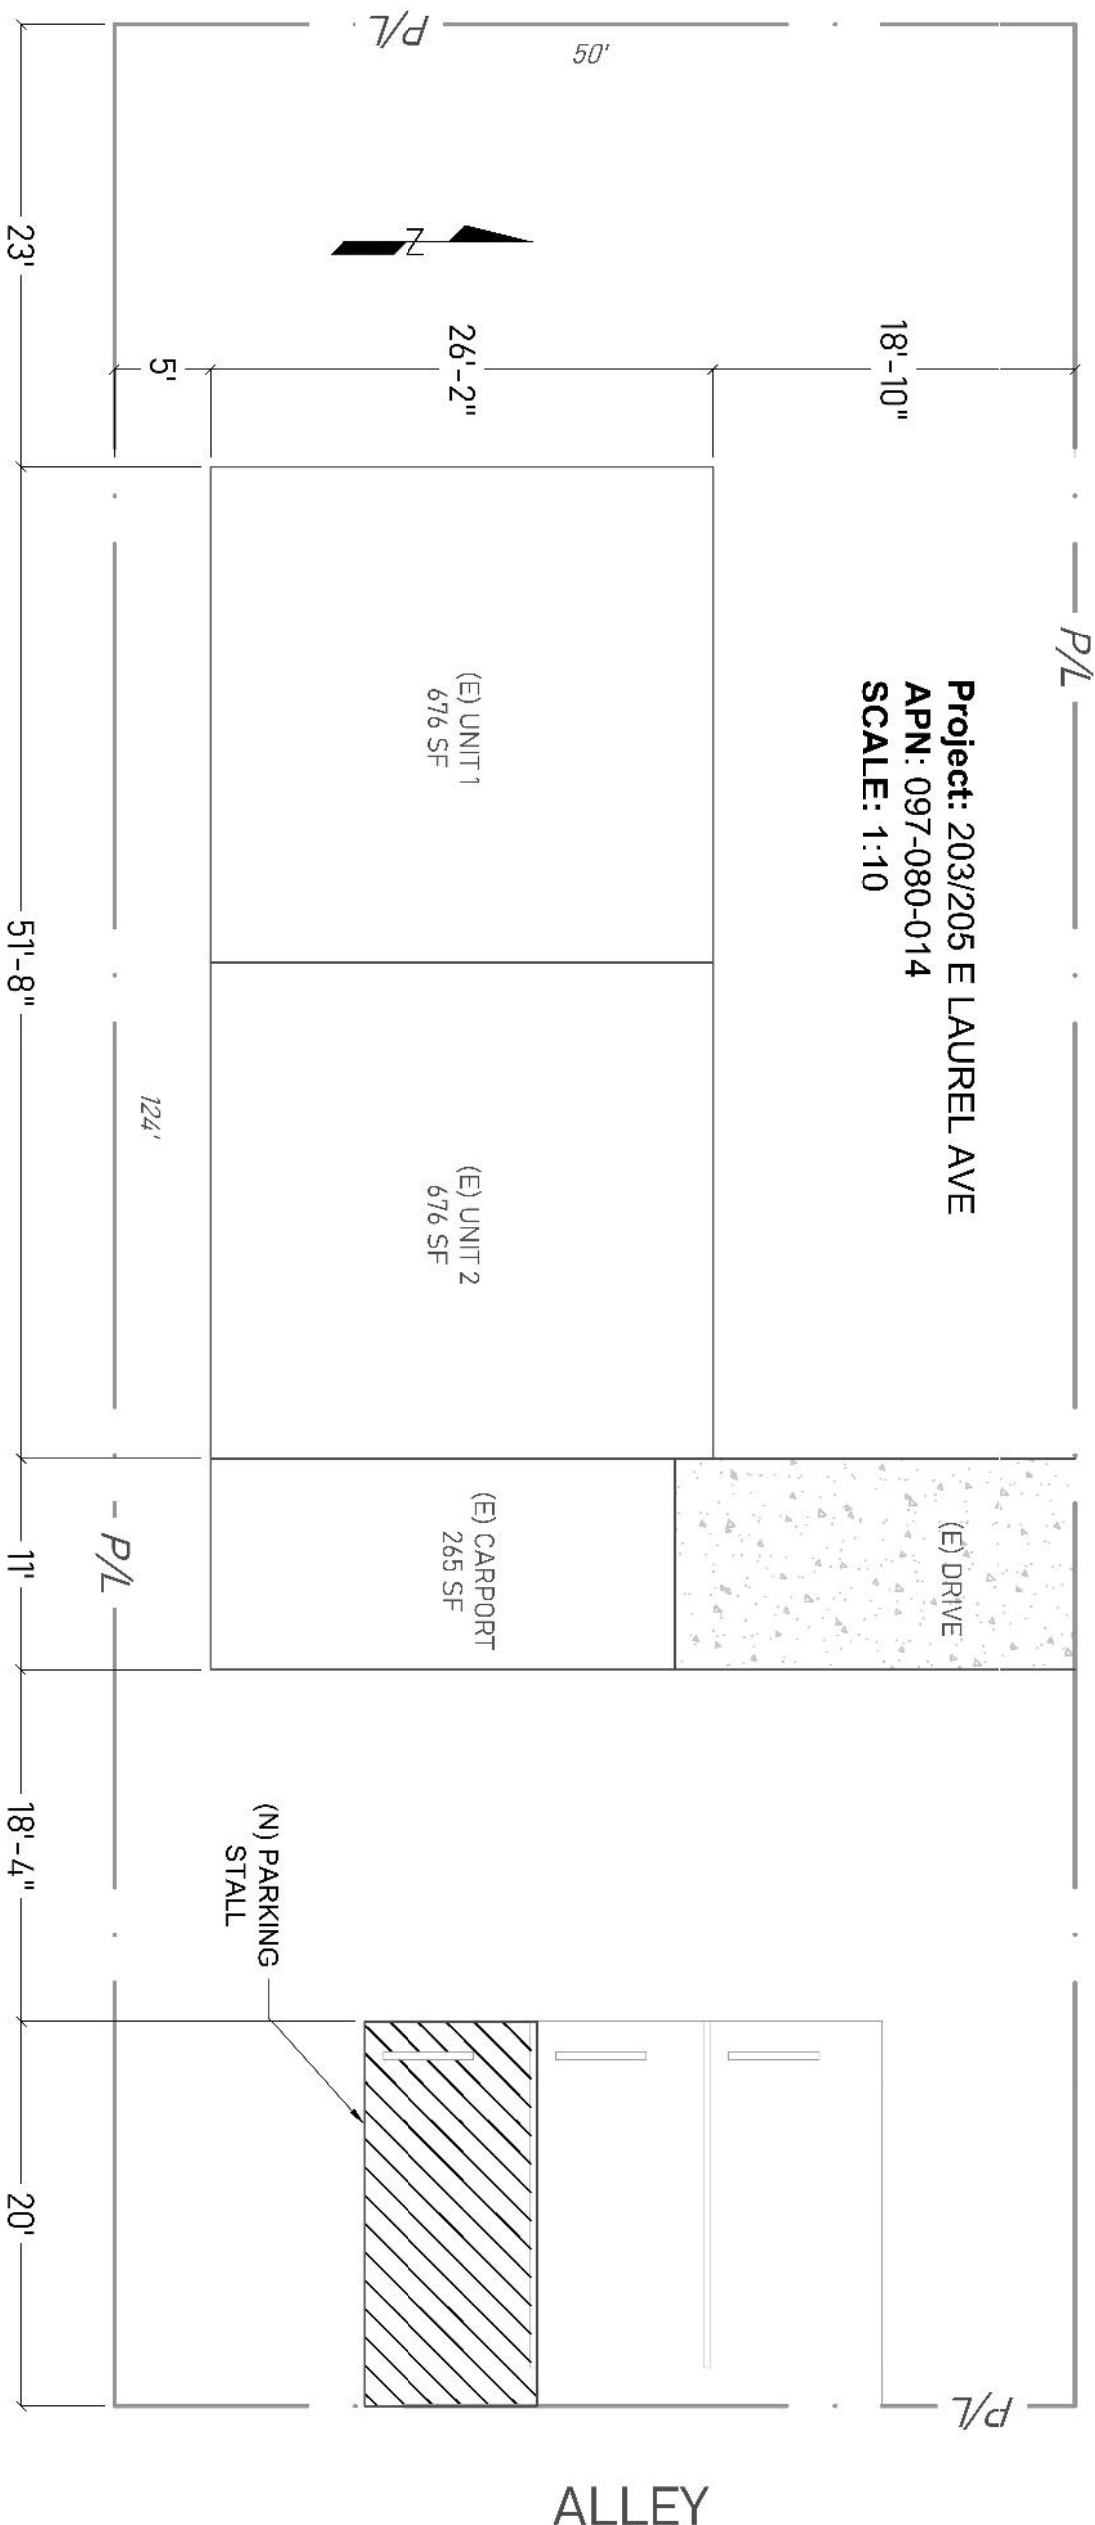 P/L
50'
N
23'
5'
26'-2"
18'-10"
P/L
Project: 203/205 E LAUREL AVE
APN: 097-080-014
SCALE: 1:10
(E) UNIT 1
676 SF
51'-8"
124'
(E) UNIT 2
676 SF
(E) CARPORT
265 SF
(E) DRIVE
P/L
11'
18'-4"
(N) PARKING
STALL
20'
P/L
ALLEY